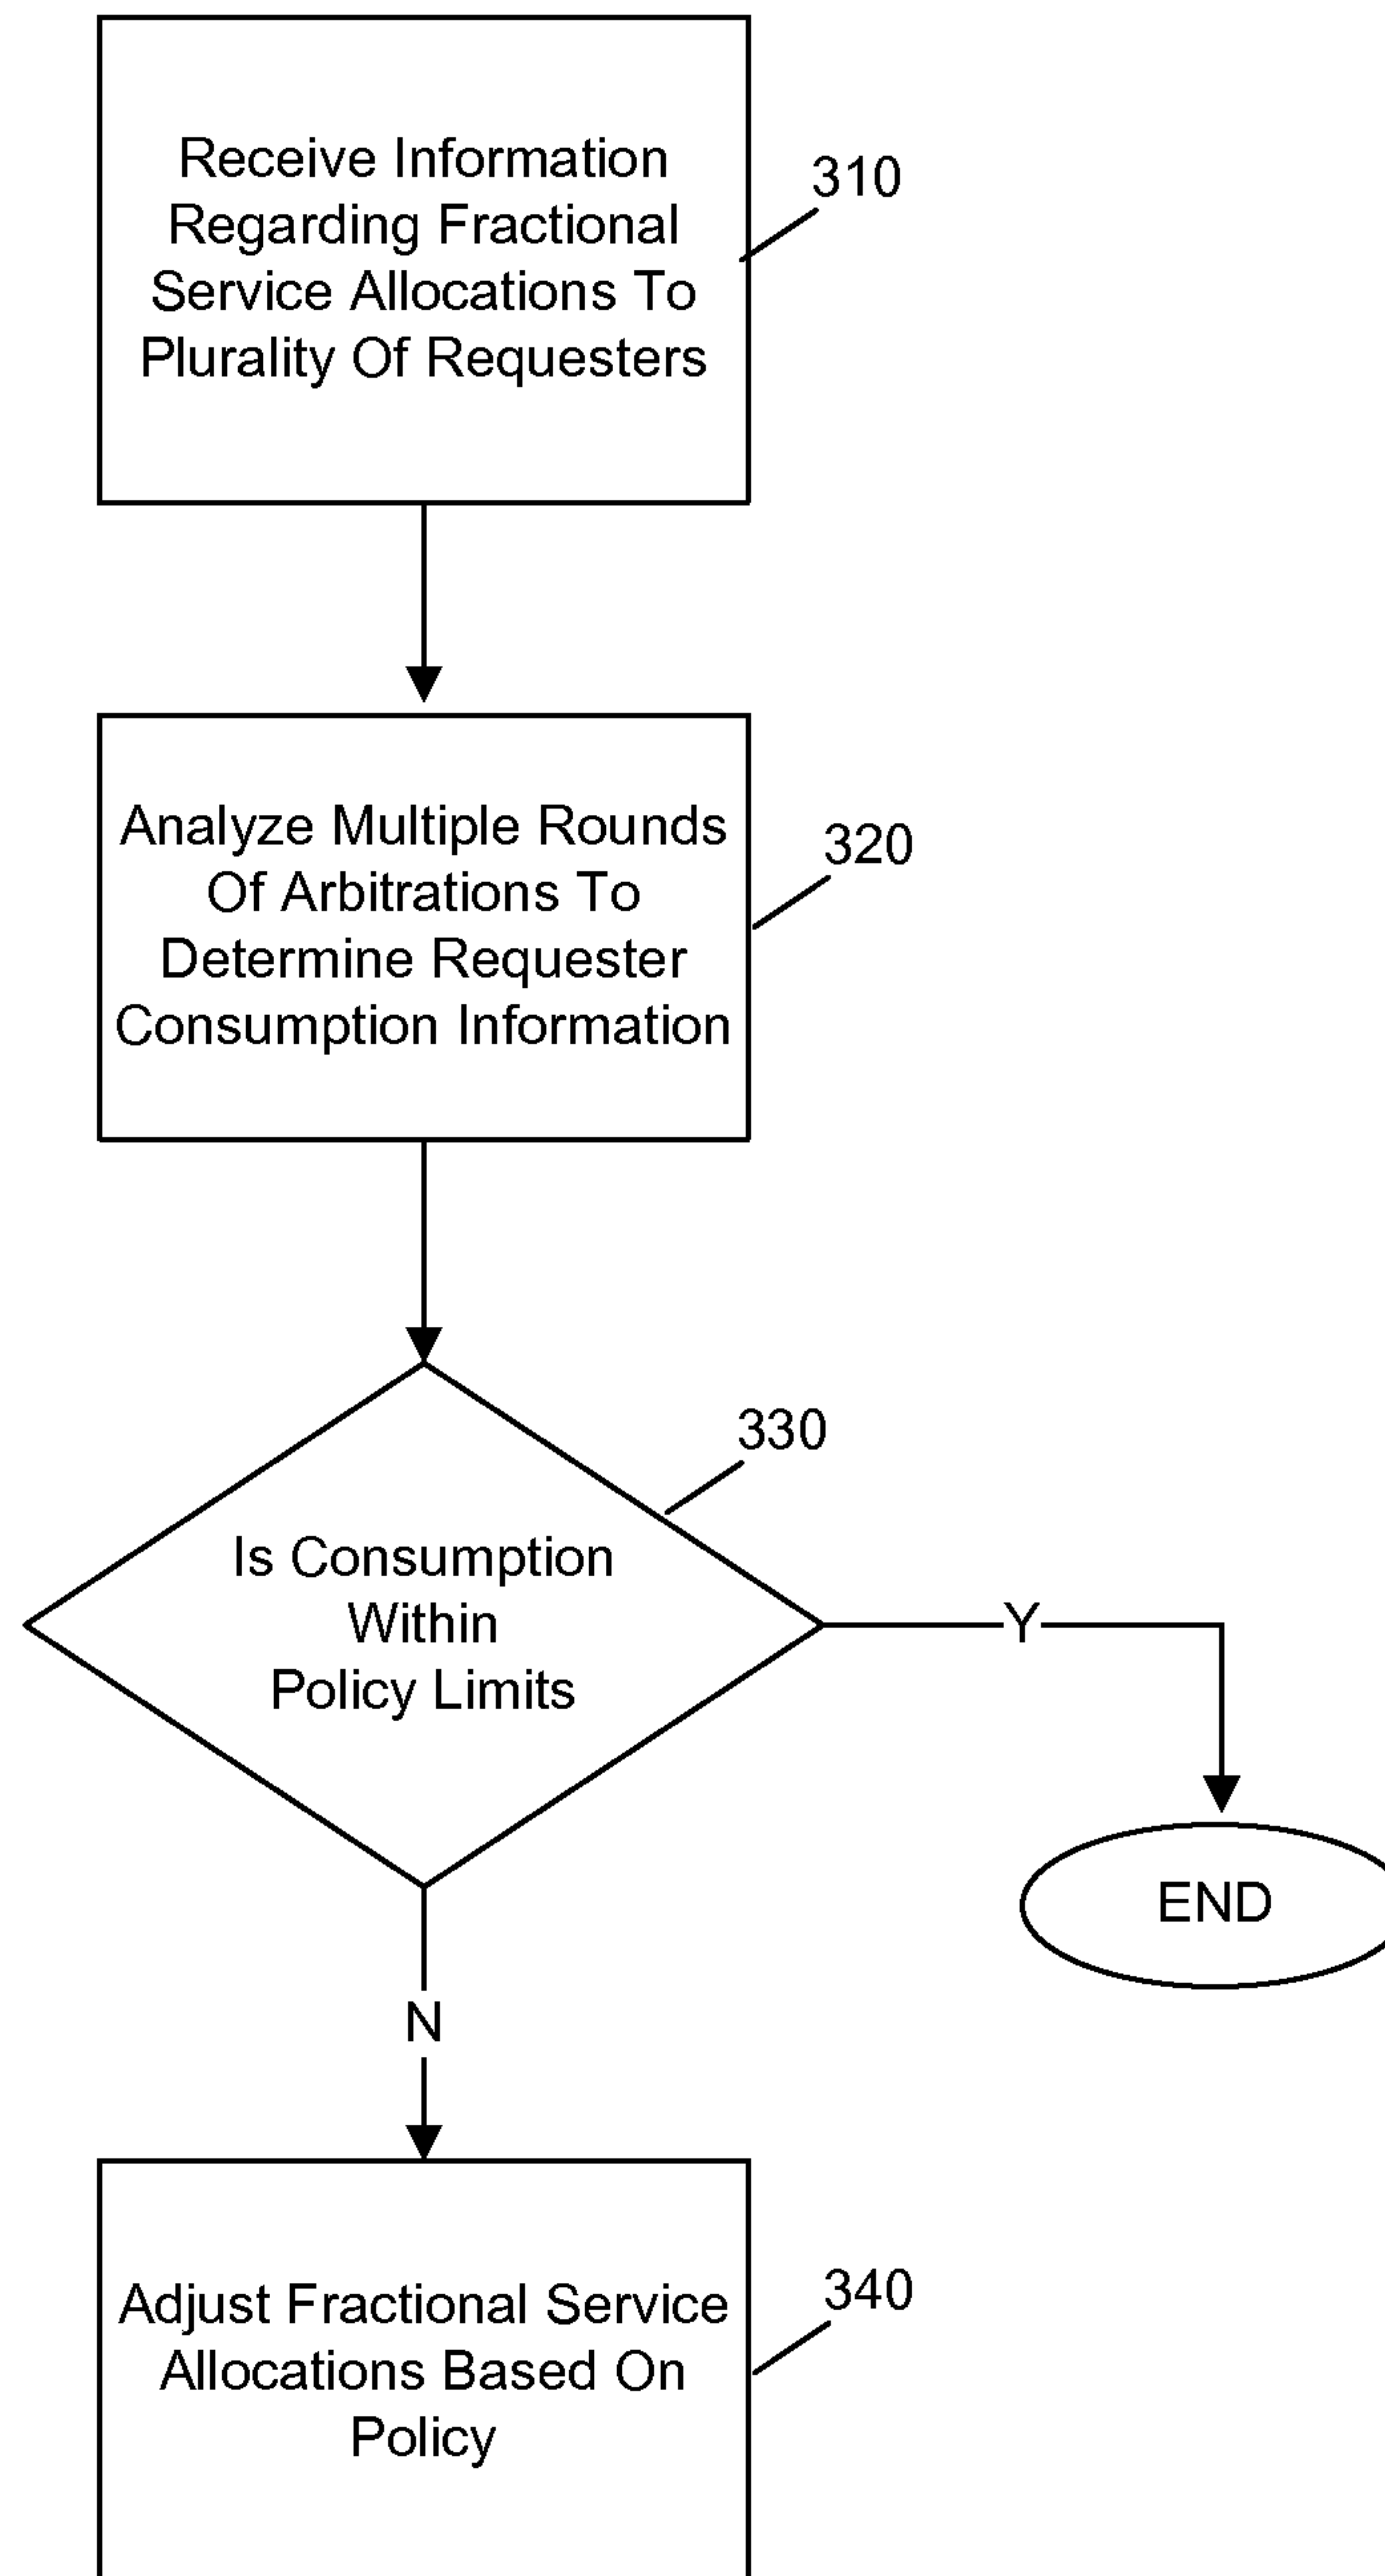 Receive Information
Regarding Fractional
Service Allocations To
Plurality Of Requesters
310
Analyze Multiple Rounds
Of Arbitrations To
Determine Requester
Consumption Information
320
330
Is Consumption
Within
Policy Limits
Y
END
N
Adjust Fractional Service
Allocations Based On
Policy
340